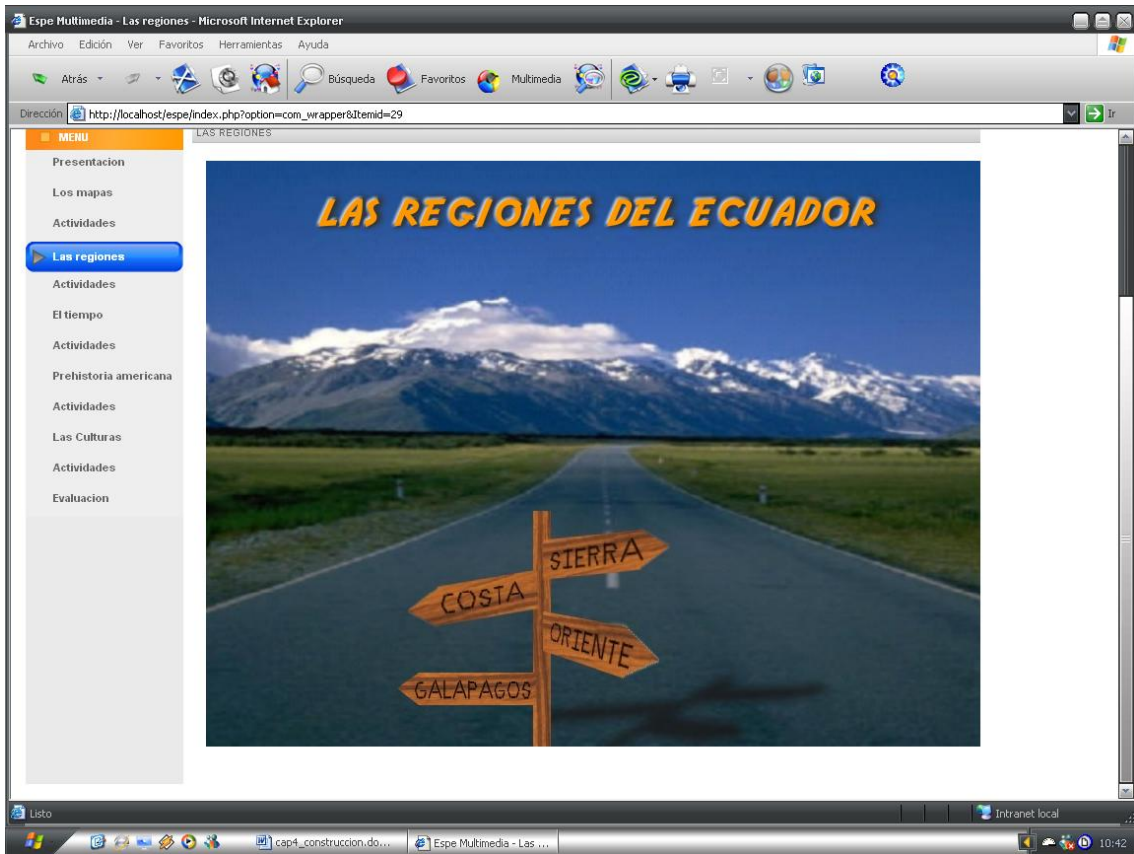 Espe Multimedia - Las regiones - Microsoft Internet Explorer
Archivo Edición Ver Favoritos Herramientas Ayuda
Atrás Búsqueda Favoritos Multimedia
Dirección http://localhost/espe/index.php?option=com_wrapper&Itemid=29 Ir
MENU
LAS REGIONES
Presentacion
Los mapas
Actividades
Las regiones
Actividades
El tiempo
Actividades
Prehistoria americana
Actividades
Las Culturas
Actividades
Evaluacion
LAS REGIONES DEL ECUADOR
SIERRA
COSTA
ORIENTE
GALAPAGOS
Listo Intranet local
cap4_construccion.do... Espe Multimedia - Las ... 10:42